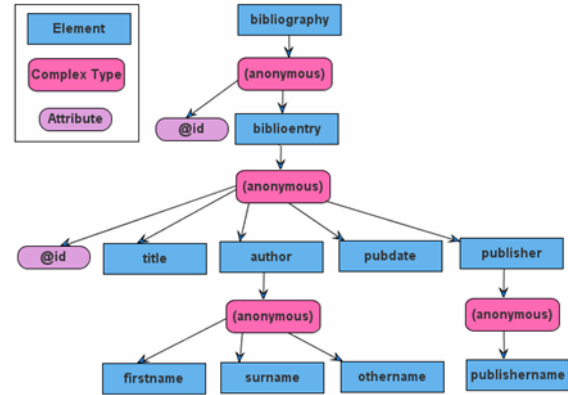 Element
Complex Type
Attribute
bibliography
(anonymous)
@id
biblioentry
(anonymous)
@id
title
author
pubdate
publisher
(anonymous)
(anonymous)
firstname
surname
othername
publishername